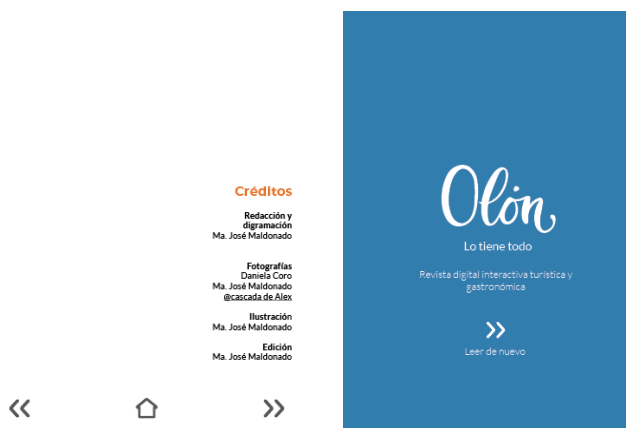 Créditos
Redacción y
digramación
Ma. José Maldonado
Fotografías
Daniela Coro
Ma. José Maldonado
@cascada de Alex
Ilustración
Ma. José Maldonado
Edición
Ma. José Maldonado
Olón
Lo tiene todo
Revista digital interactiva turística y
gastronómica
Leer de nuevo